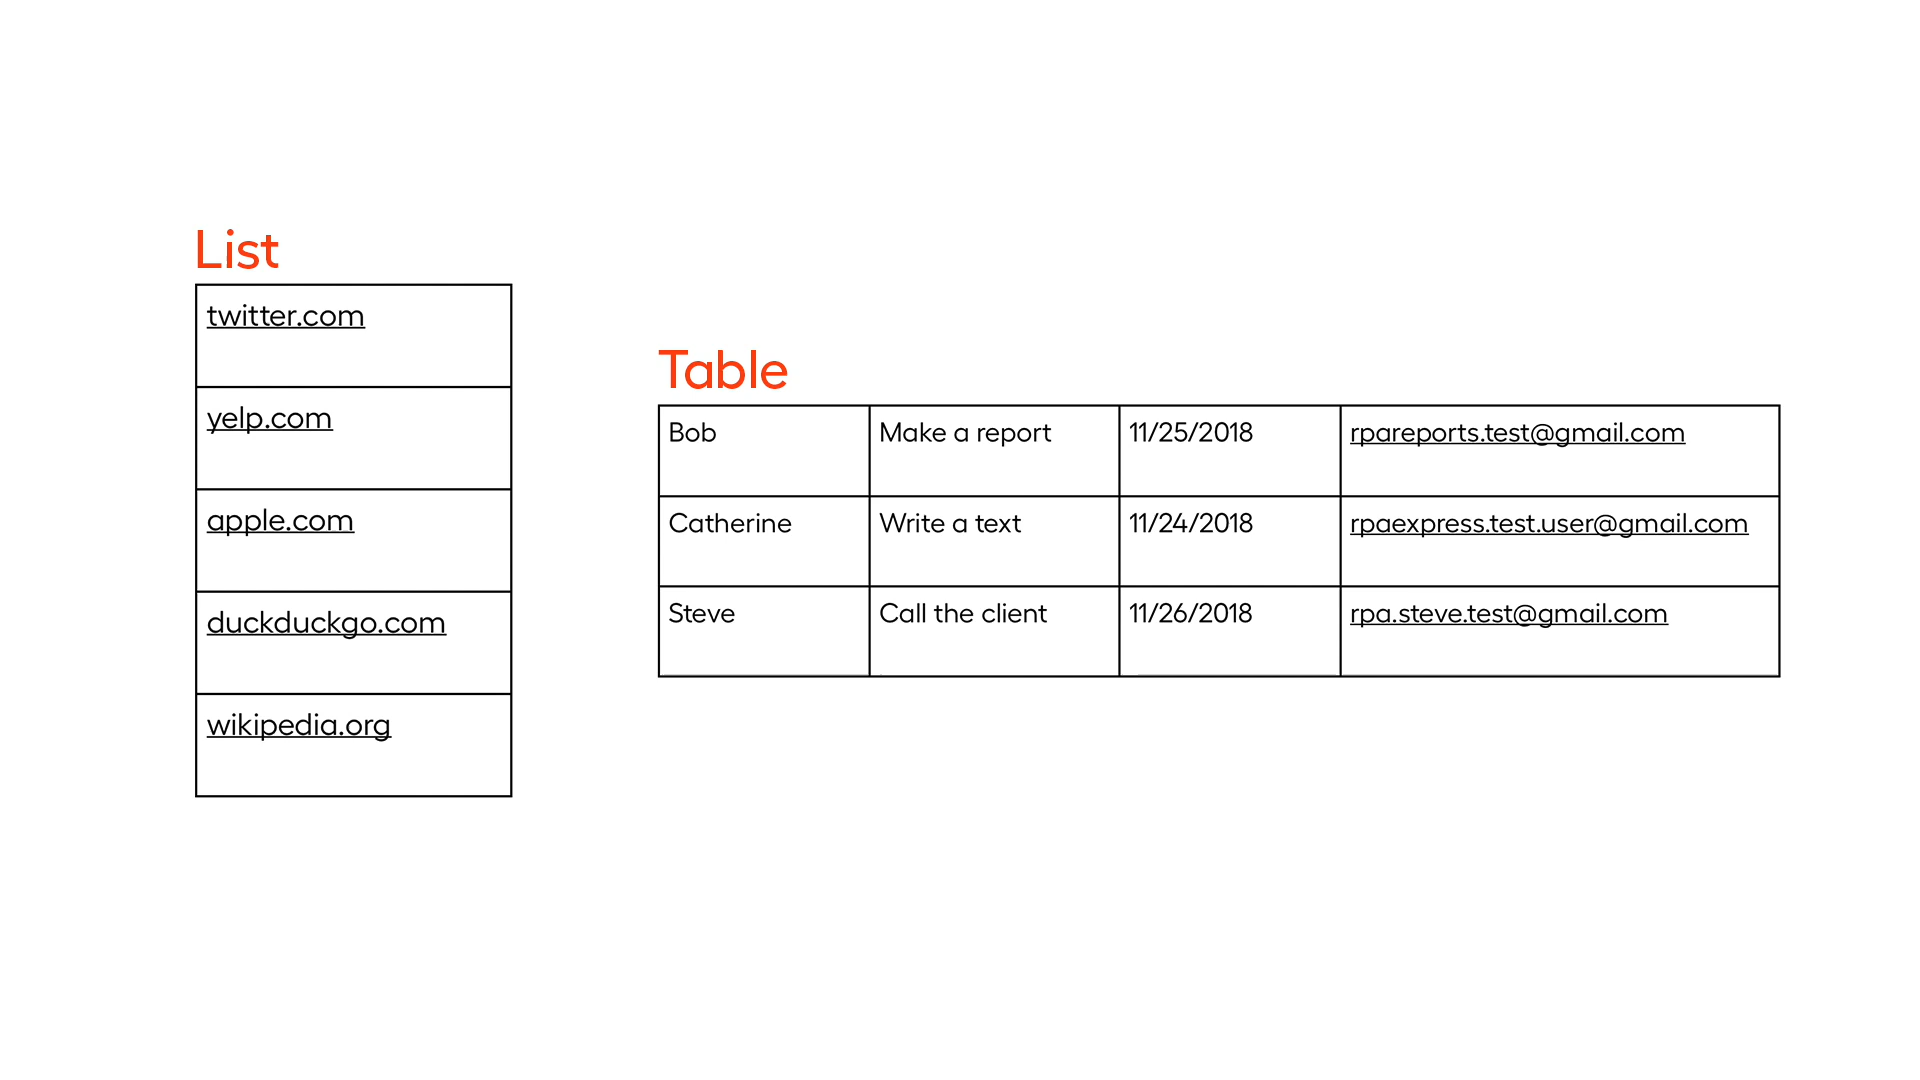 List
twitter.com
yelp.com
apple.com
duckduckgo.com
wikipedia.org
Table
Bob Make a report 11/25/2018 rpareports.test@gmail.com
Catherine Write a text 11/24/2018 rpaexpress.test.user@gmail.com
Steve Call the client 11/26/2018 rpa.steve.test@gmail.com